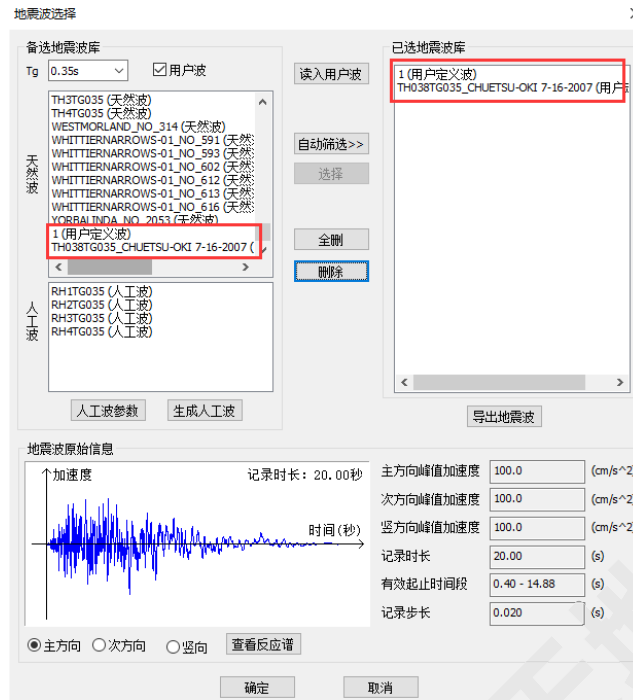 地震波选择
备选地震波库
Tg 0.35s
用户波
天然波
TH3TG035 (天然波)
TH4TG035 (天然波)
WESTMORLAND_NO_314 (天然波)
WHITTIERNARROWS-01_NO_591 (天然
WHITTIERNARROWS-01_NO_593 (天然
WHITTIERNARROWS-01_NO_602 (天然
WHITTIERNARROWS-01_NO_612 (天然
WHITTIERNARROWS-01_NO_613 (天然
WHITTIERNARROWS-01_NO_616 (天然
YORBALINDA_NO_2053 (天然波)
1 (用户定义波)
TH038TG035_CHUETSU-OKI 7-16-2007 (
人工波
RH1TG035 (人工波)
RH2TG035 (人工波)
RH3TG035 (人工波)
RH4TG035 (人工波)
人工波参数
生成人工波
读入用户波
自动筛选>>
选择
全删
删除
已选地震波库
1 (用户定义波)
TH038TG035_CHUETSU-OKI 7-16-2007 (用户
导出地震波
地震波原始信息
加速度
记录时长: 20.00秒
时间(秒)
主方向
次方向
竖向
查看反应谱
主方向峰值加速度 100.0 (cm/s^2
次方向峰值加速度 100.0 (cm/s^2
竖方向峰值加速度 100.0 (cm/s^2
记录时长 20.00 (s)
有效起止时间段 0.40 - 14.88 (s)
记录步长 0.020 (s)
确定
取消